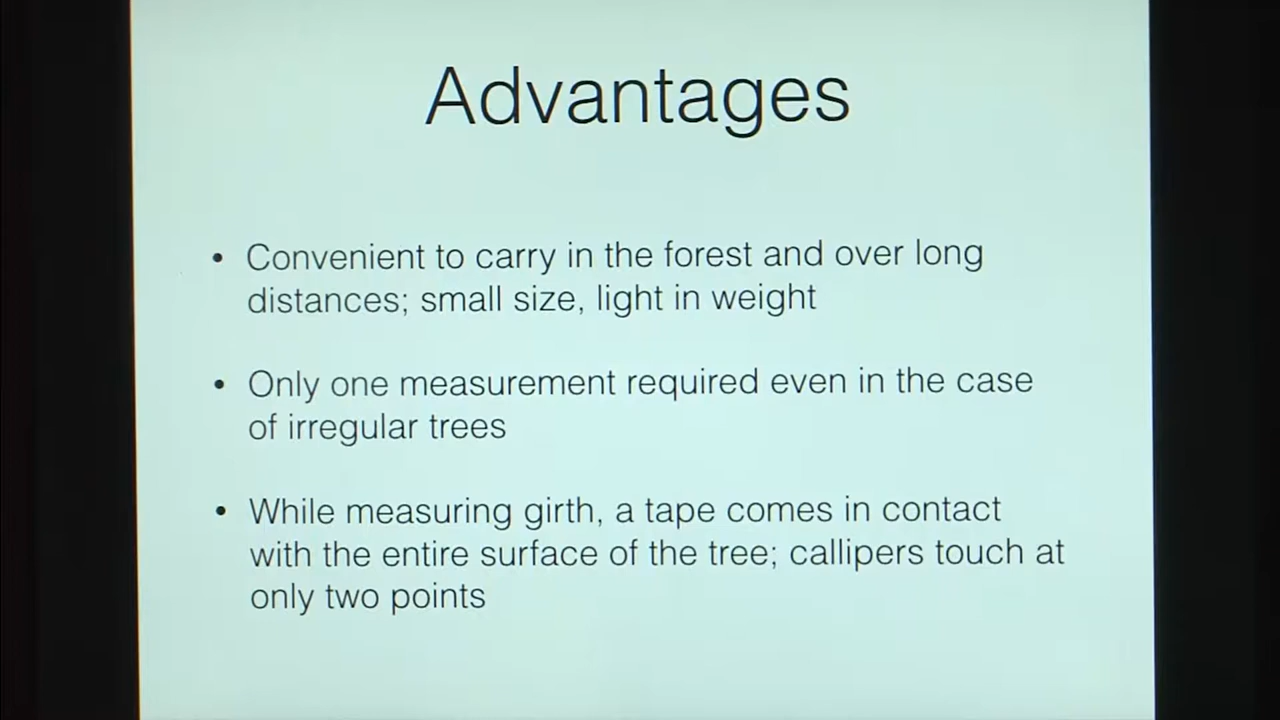 Advantages
• Convenient to carry in the forest and over long
distances; small size, light in weight
• Only one measurement required even in the case
of irregular trees
• While measuring girth, a tape comes in contact
with the entire surface of the tree; callipers touch at
only two points